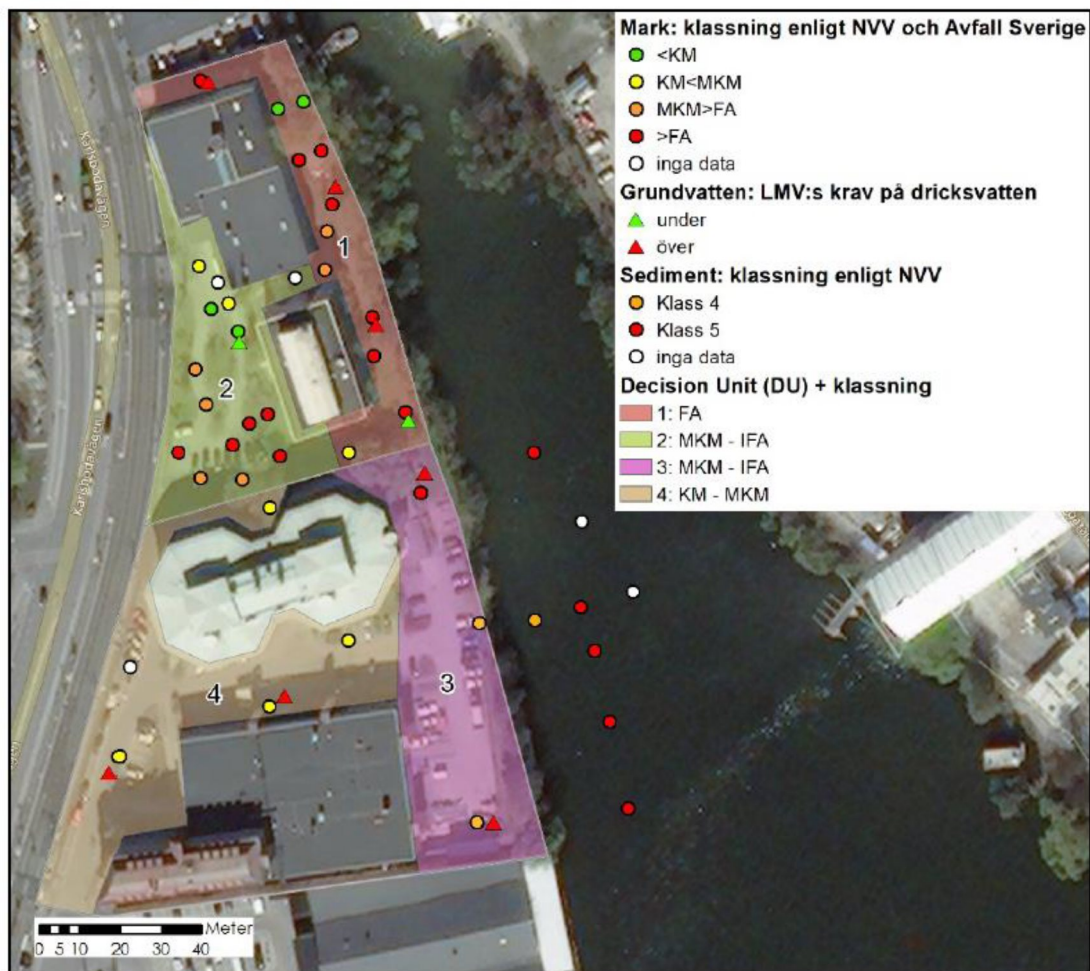 Mark: klassning enligt NVV och Avfall Sverige
<KM
KM<MKM
MKM>FA
>FA
inga data
Grundvatten: LMV:s krav på dricksvatten
under
över
Sediment: klassning enligt NVV
Klass 4
Klass 5
inga data
Decision Unit (DU) + klassning
1: FA
2: MKM - IFA
3: MKM - IFA
4: KM - MKM
Karlsbodavägen
1
2
Karlsbodavägen
3
4
Meter
0 5 10 20 30 40